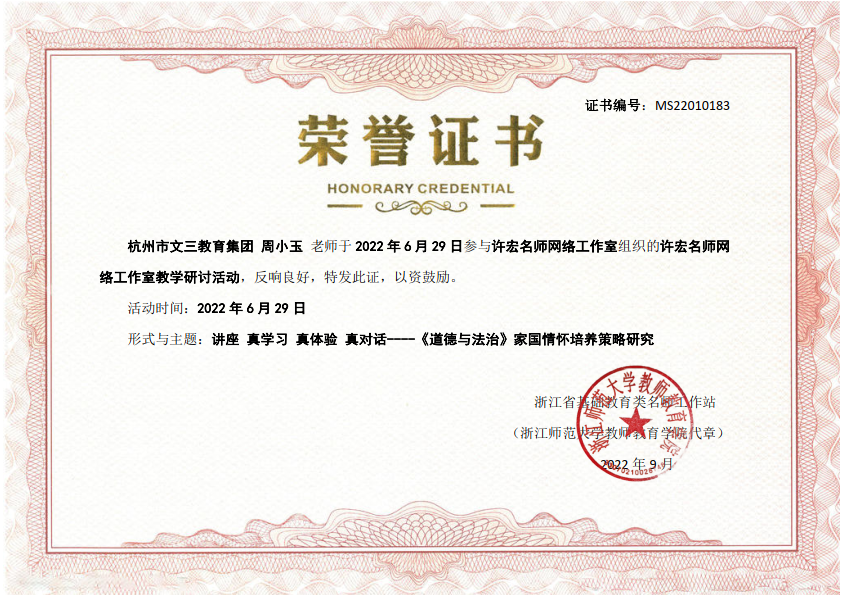 证书编号：MS22010183
荣誉证书
HONORARY CREDENTIAL
杭州市文三教育集团 周小玉 老师于 2022 年 6 月 29 日参与许宏名师网络工作室组织的许宏名师网
络工作室教学研讨活动，反响良好，特发此证，以资鼓励。
活动时间：2022 年 6 月 29 日
形式与主题：讲座 真学习 真体验 真对话----《道德与法治》家国情怀培养策略研究
浙江省基础教育类名师工作站
（浙江师范大学教师教育学院代章）
2022 年 9 月
浙江师范大学教师教育学院